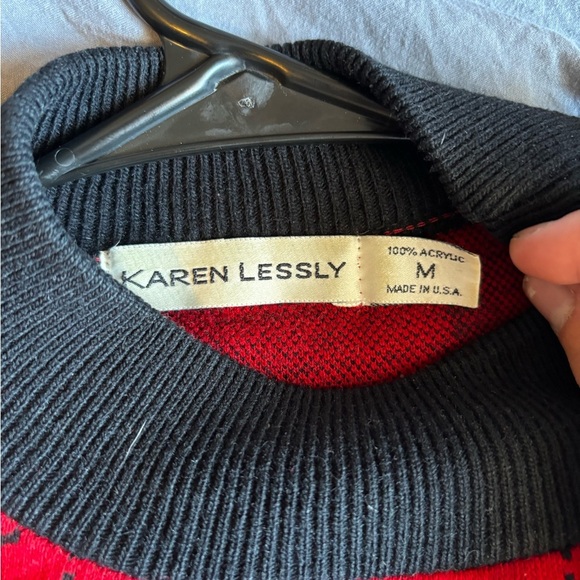 KAREN LESSLY
100% ACRYLIC
M
MADE IN U.S.A.